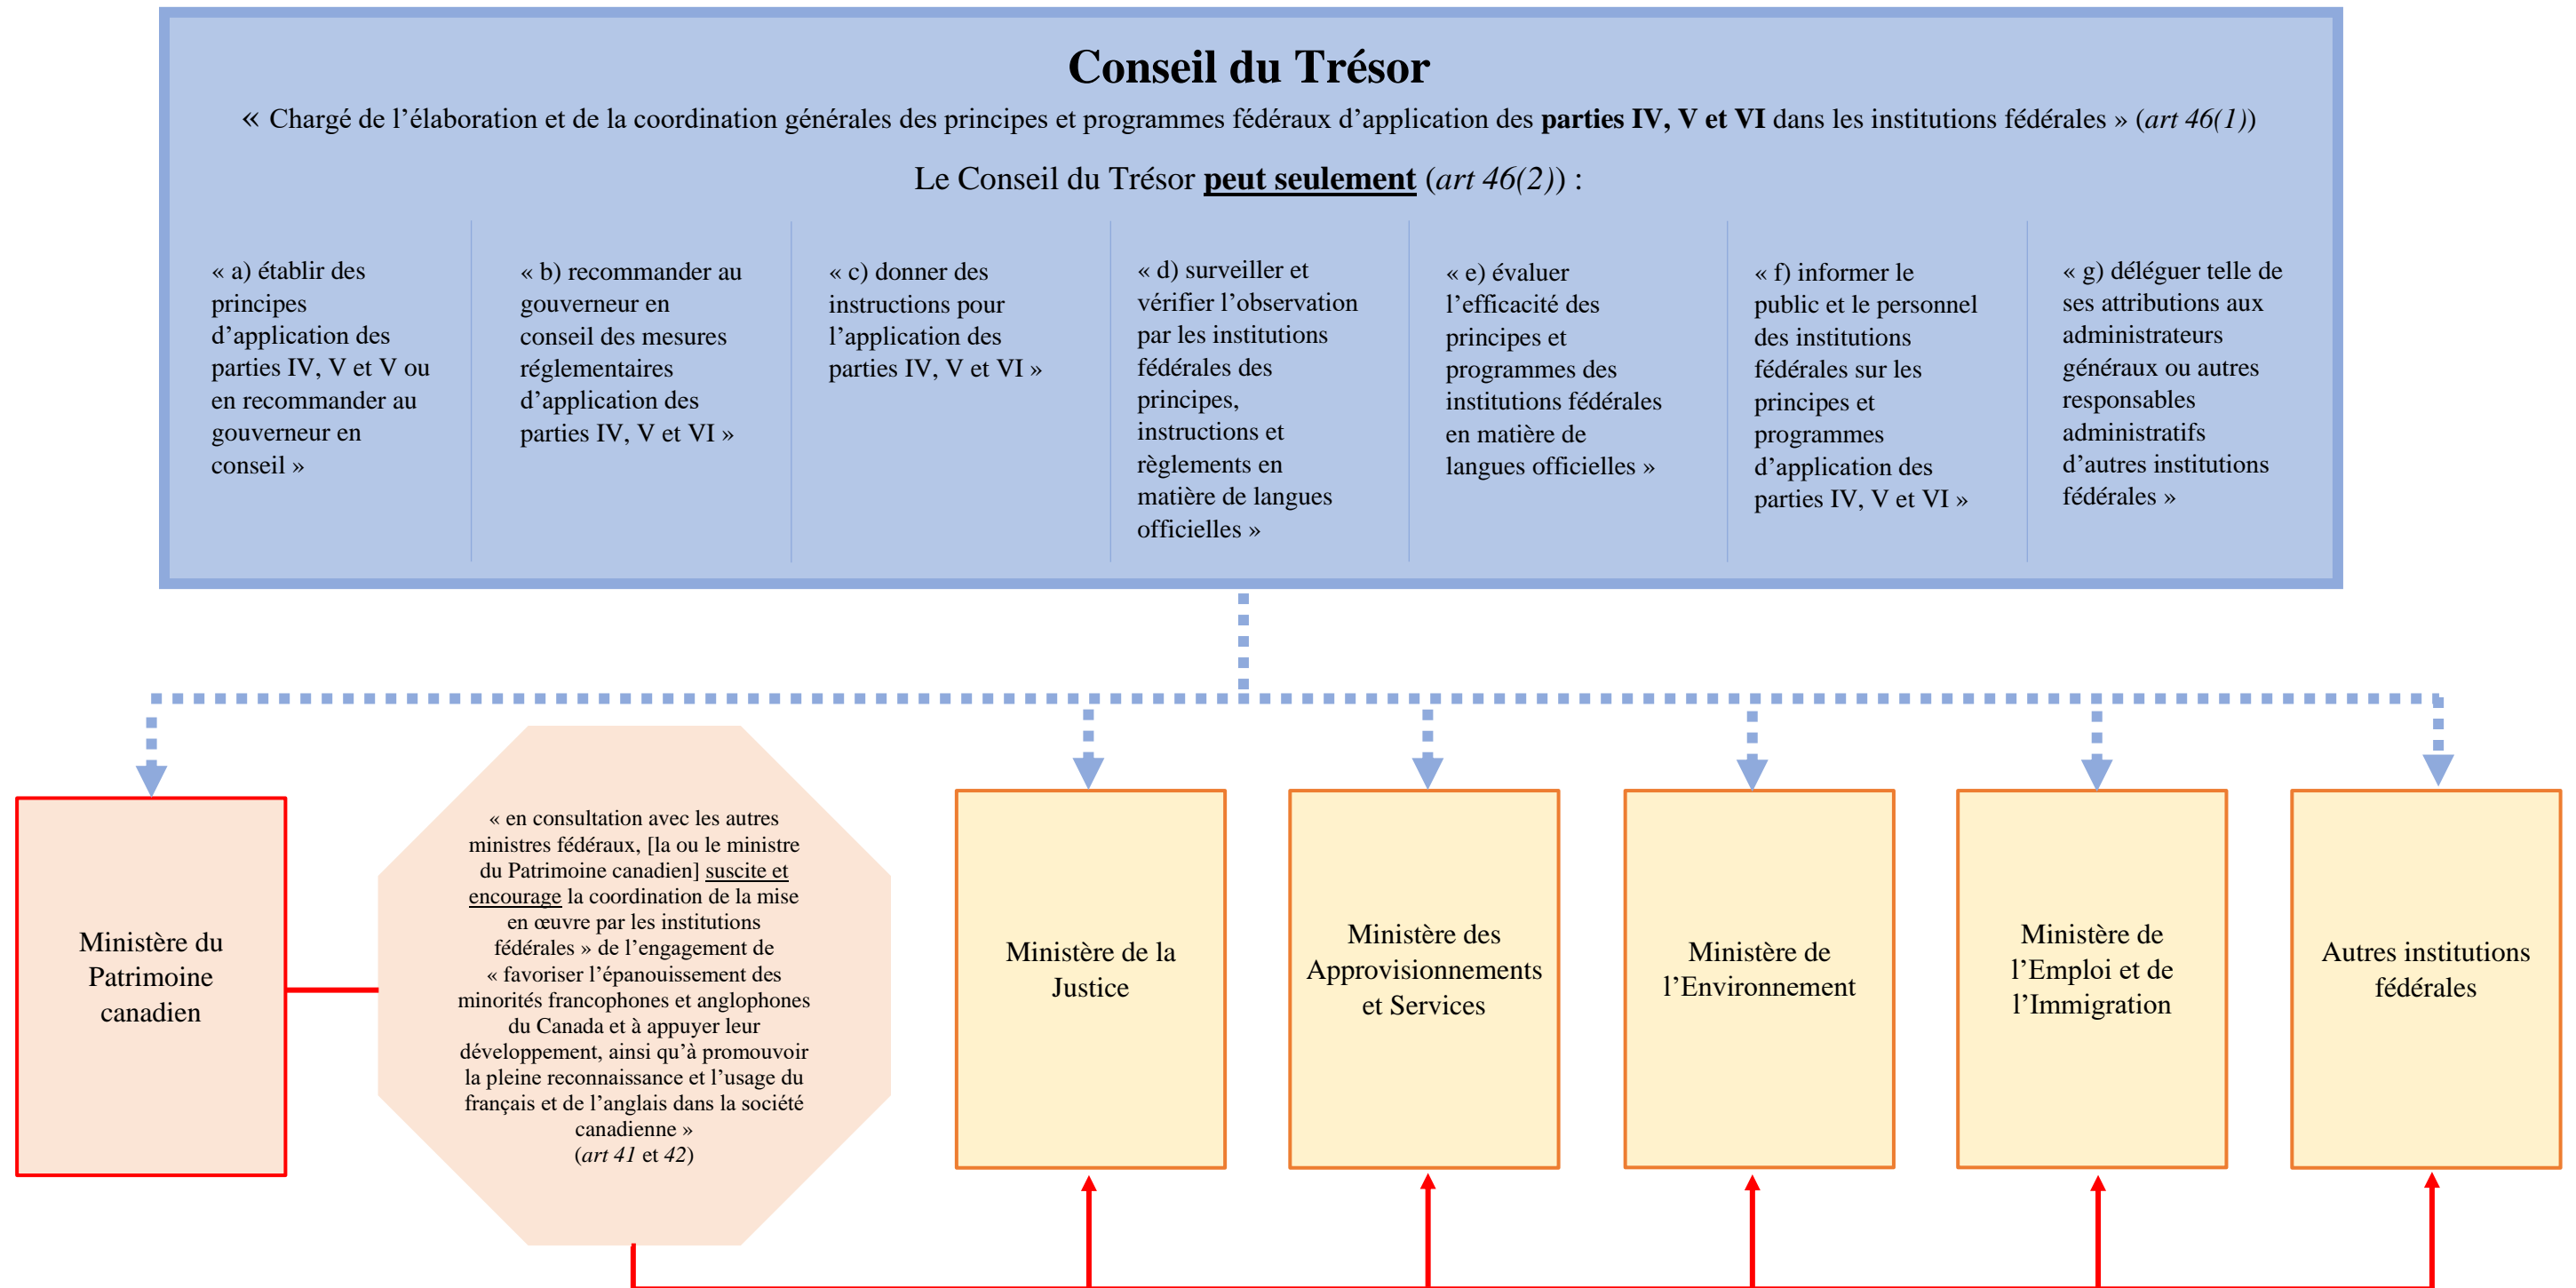 Conseil du Trésor
« Chargé de l’élaboration et de la coordination générales des principes et programmes fédéraux d’application des parties IV, V et VI dans les institutions fédérales » (art 46(1))
Le Conseil du Trésor peut seulement (art 46(2)) :
« a) établir des
principes
d’application des
parties IV, V et V ou
en recommander au
gouverneur en
conseil »
« b) recommander au
gouverneur en
conseil des mesures
réglementaires
d’application des
parties IV, V et VI »
« c) donner des
instructions pour
l’application des
parties IV, V et VI »
« d) surveiller et
vérifier l’observation
par les institutions
fédérales des
principes,
instructions et
règlements en
matière de langues
officielles »
« e) évaluer
l’efficacité des
principes et
programmes des
institutions fédérales
en matière de
langues officielles »
« f) informer le
public et le personnel
des institutions
fédérales sur les
principes et
programmes
d’application des
parties IV, V et VI »
« g) déléguer telle de
ses attributions aux
administrateurs
généraux ou autres
responsables
administratifs
d’autres institutions
fédérales »
Ministère du
Patrimoine
canadien
« en consultation avec les autres
ministres fédéraux, [la ou le ministre
du Patrimoine canadien] suscite et
encourage la coordination de la mise
en œuvre par les institutions
fédérales » de l’engagement de
« favoriser l’épanouissement des
minorités francophones et anglophones
du Canada et à appuyer leur
développement, ainsi qu’à promouvoir
la pleine reconnaissance et l’usage du
français et de l’anglais dans la société
canadienne »
(art 41 et 42)
Ministère de la
Justice
Ministère des
Approvisionnements
et Services
Ministère de
l’Environnement
Ministère de
l’Emploi et de
l’Immigration
Autres institutions
fédérales